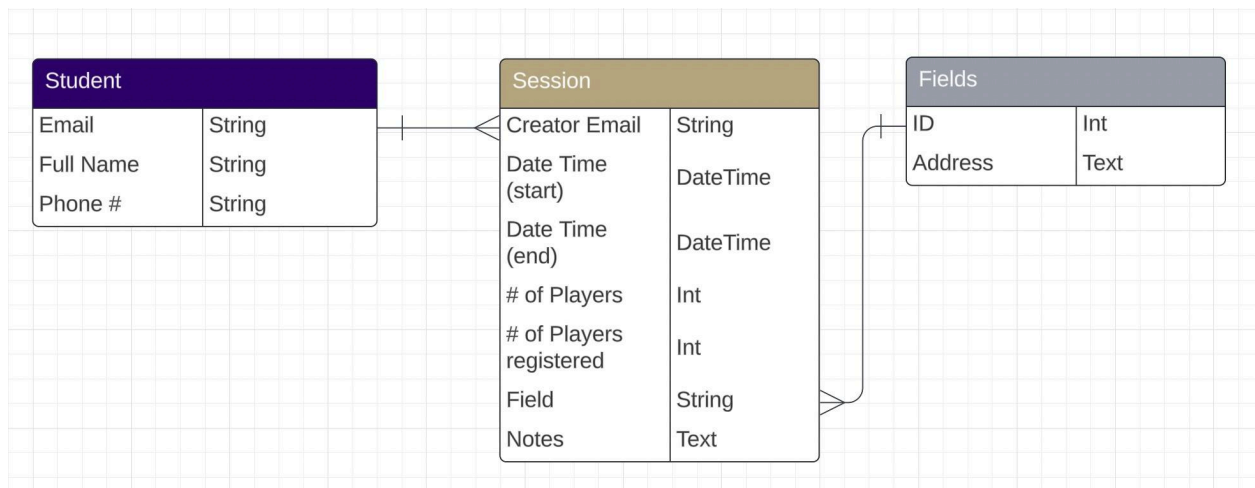 Student
Email String
Full Name String
Phone # String
Session
Creator Email String
Date Time
(start) DateTime
Date Time
(end) DateTime
# of Players Int
# of Players
registered Int
Field String
Notes Text
Fields
ID Int
Address Text